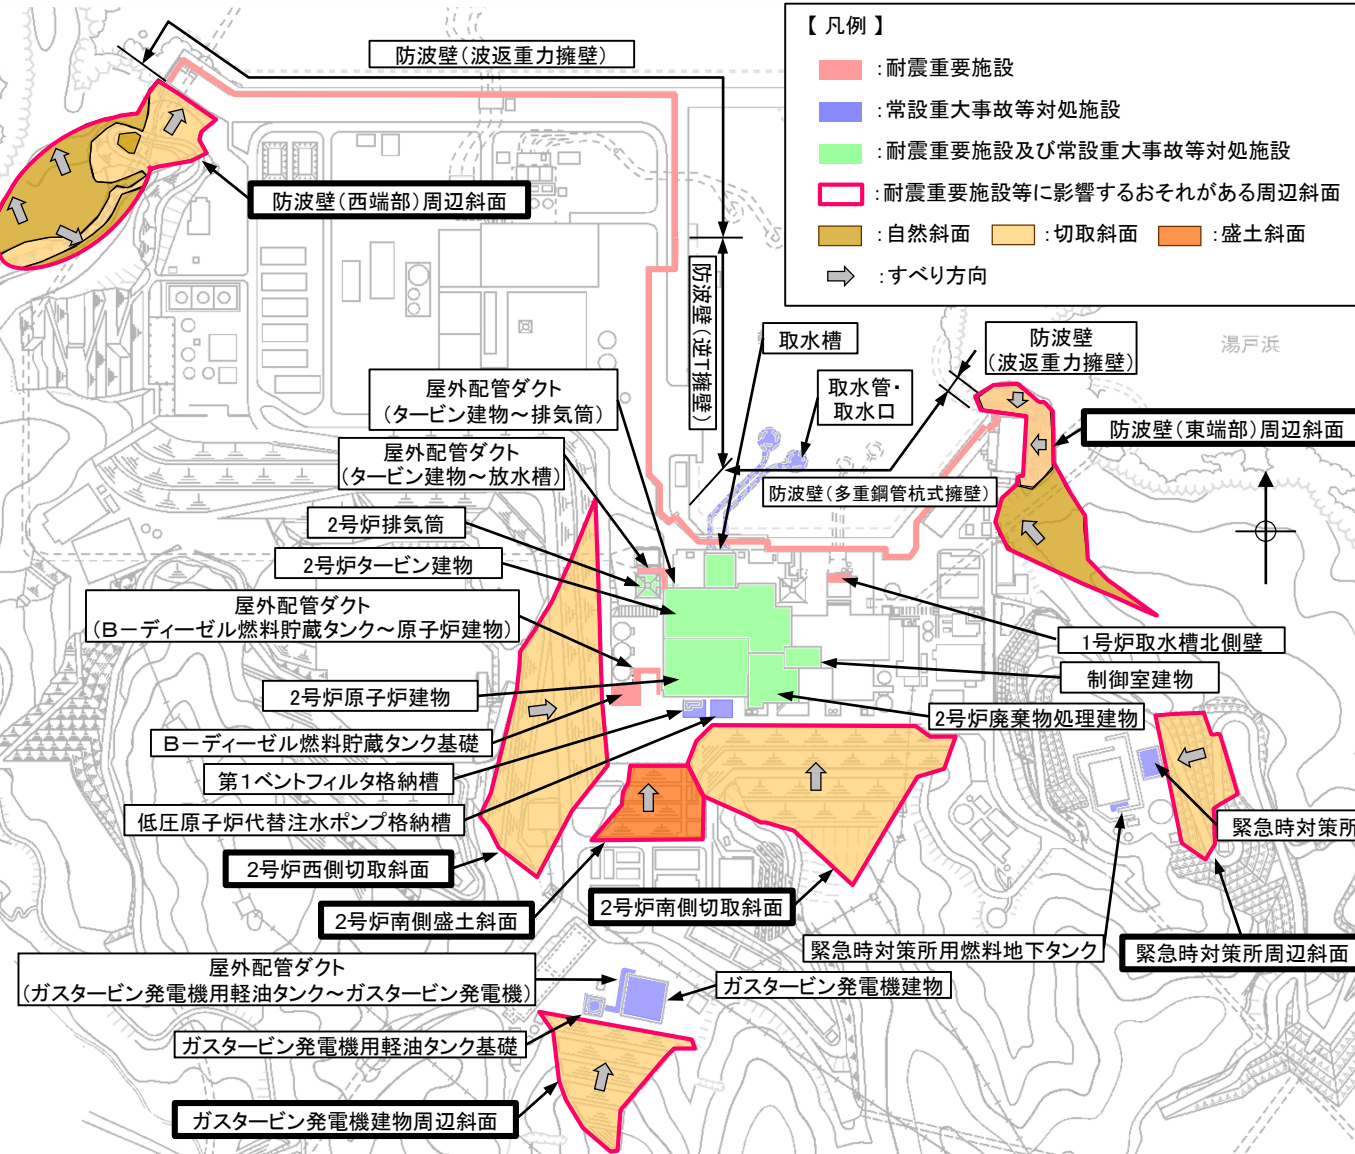 【 凡例 】
：耐震重要施設
：常設重大事故等対処施設
：耐震重要施設及び常設重大事故等対処施設
：耐震重要施設等に影響するおそれがある周辺斜面
：自然斜面
：切取斜面
：盛土斜面
：すべり方向
防波壁(波返重力擁壁)
防波壁(西端部)周辺斜面
防波壁(逆T擁壁)
取水槽
防波壁
(波返重力擁壁)
湯戸浜
屋外配管ダクト
(タービン建物～排気筒)
取水管・
取水口
防波壁(東端部)周辺斜面
屋外配管ダクト
(タービン建物～放水槽)
防波壁(多重鋼管杭式擁壁)
2号炉排気筒
2号炉タービン建物
屋外配管ダクト
(B－ディーゼル燃料貯蔵タンク～原子炉建物)
1号炉取水槽北側壁
制御室建物
2号炉原子炉建物
2号炉廃棄物処理建物
B－ディーゼル燃料貯蔵タンク基礎
第1ベントフィルタ格納槽
低圧原子炉代替注水ポンプ格納槽
緊急時対策所
2号炉西側切取斜面
2号炉南側盛土斜面
2号炉南側切取斜面
緊急時対策所用燃料地下タンク
緊急時対策所周辺斜面
屋外配管ダクト
(ガスタービン発電機用軽油タンク～ガスタービン発電機)
ガスタービン発電機建物
ガスタービン発電機用軽油タンク基礎
ガスタービン発電機建物周辺斜面